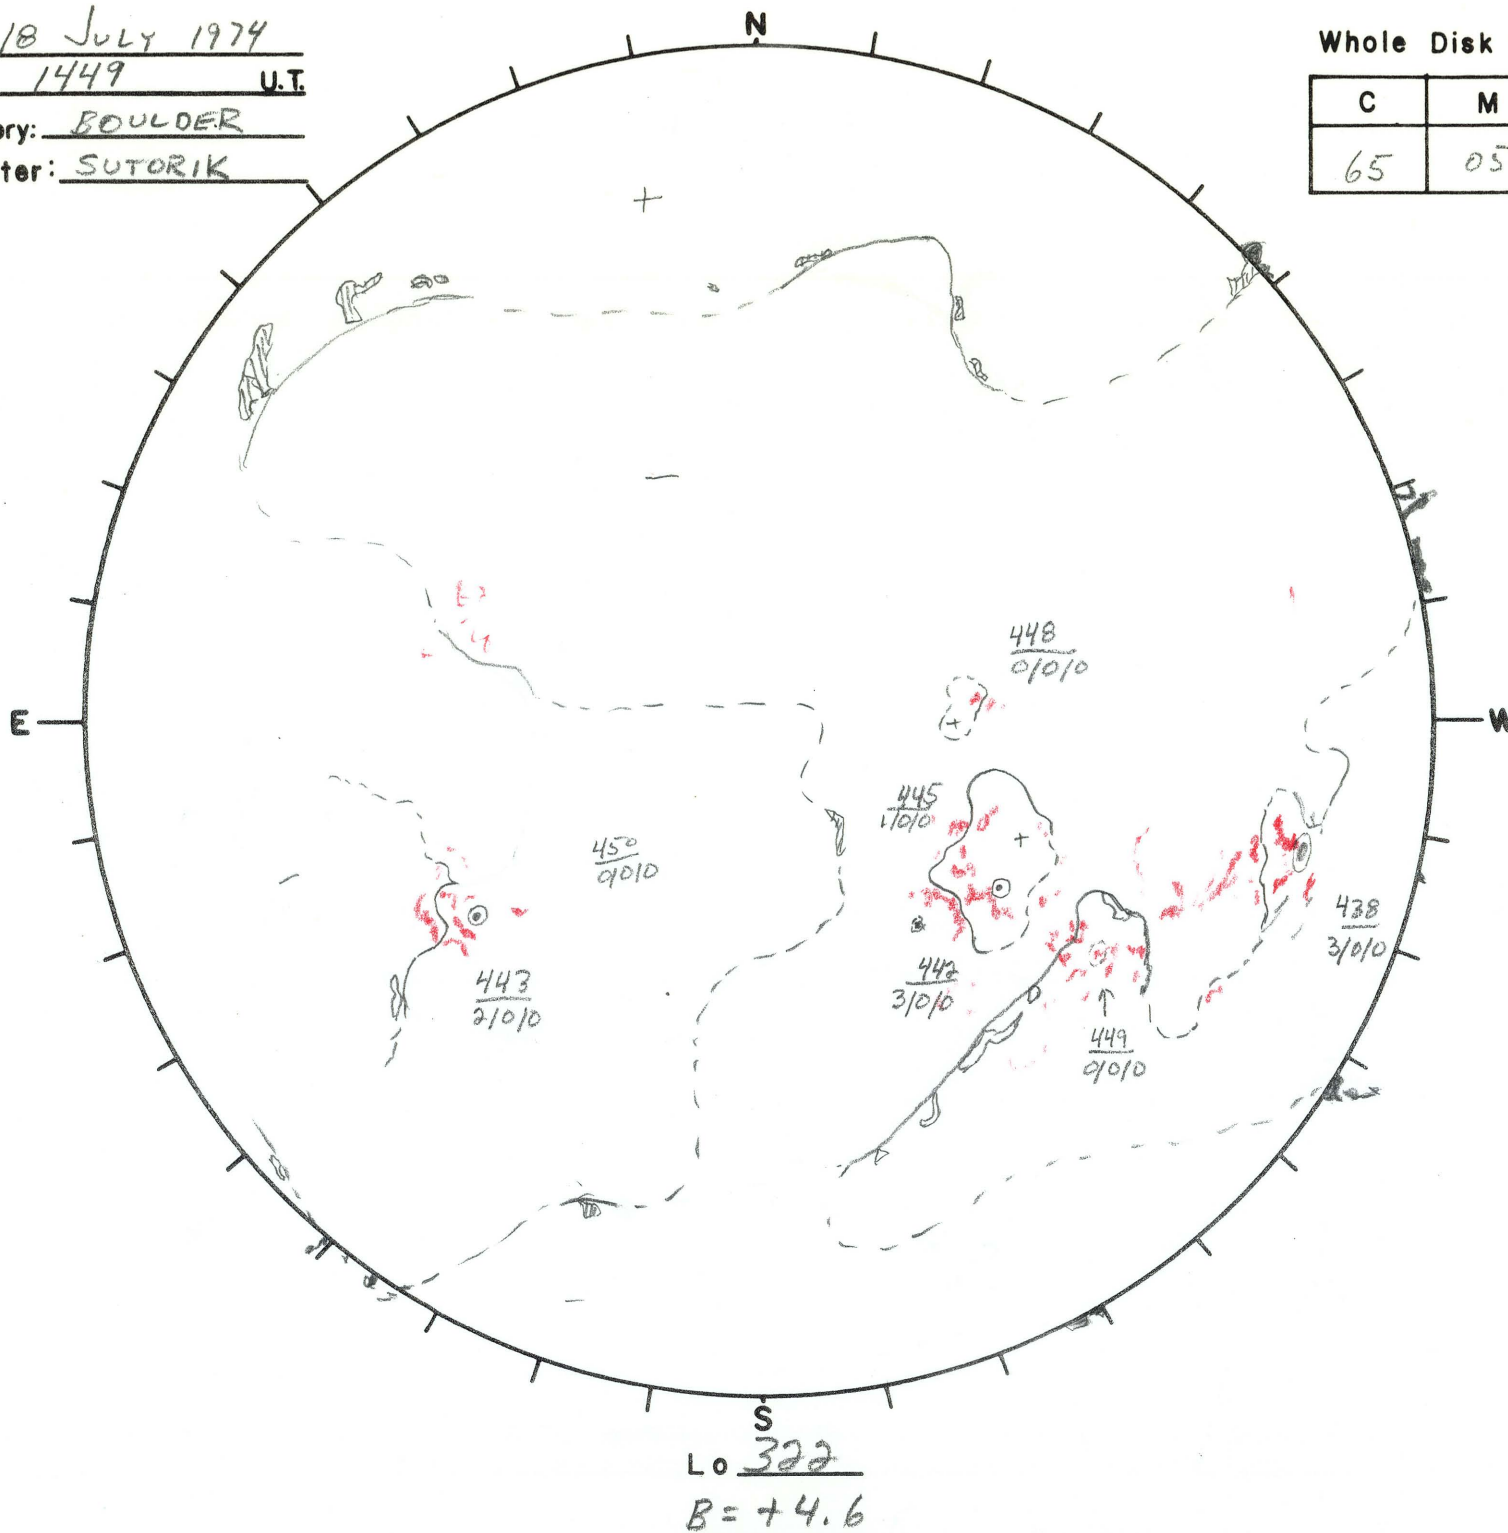 18 JULY 1974
1449 U.T.
ory: BOULDER
ter: SUTORIK
N
Whole Disk
C M
65 05
E
W
448
0/0/0
445
1/0/0
450
0/0/0
438
3/0/0
442
3/0/0
443
2/0/0
449
0/0/0
S
Lo 322
B = +4.6